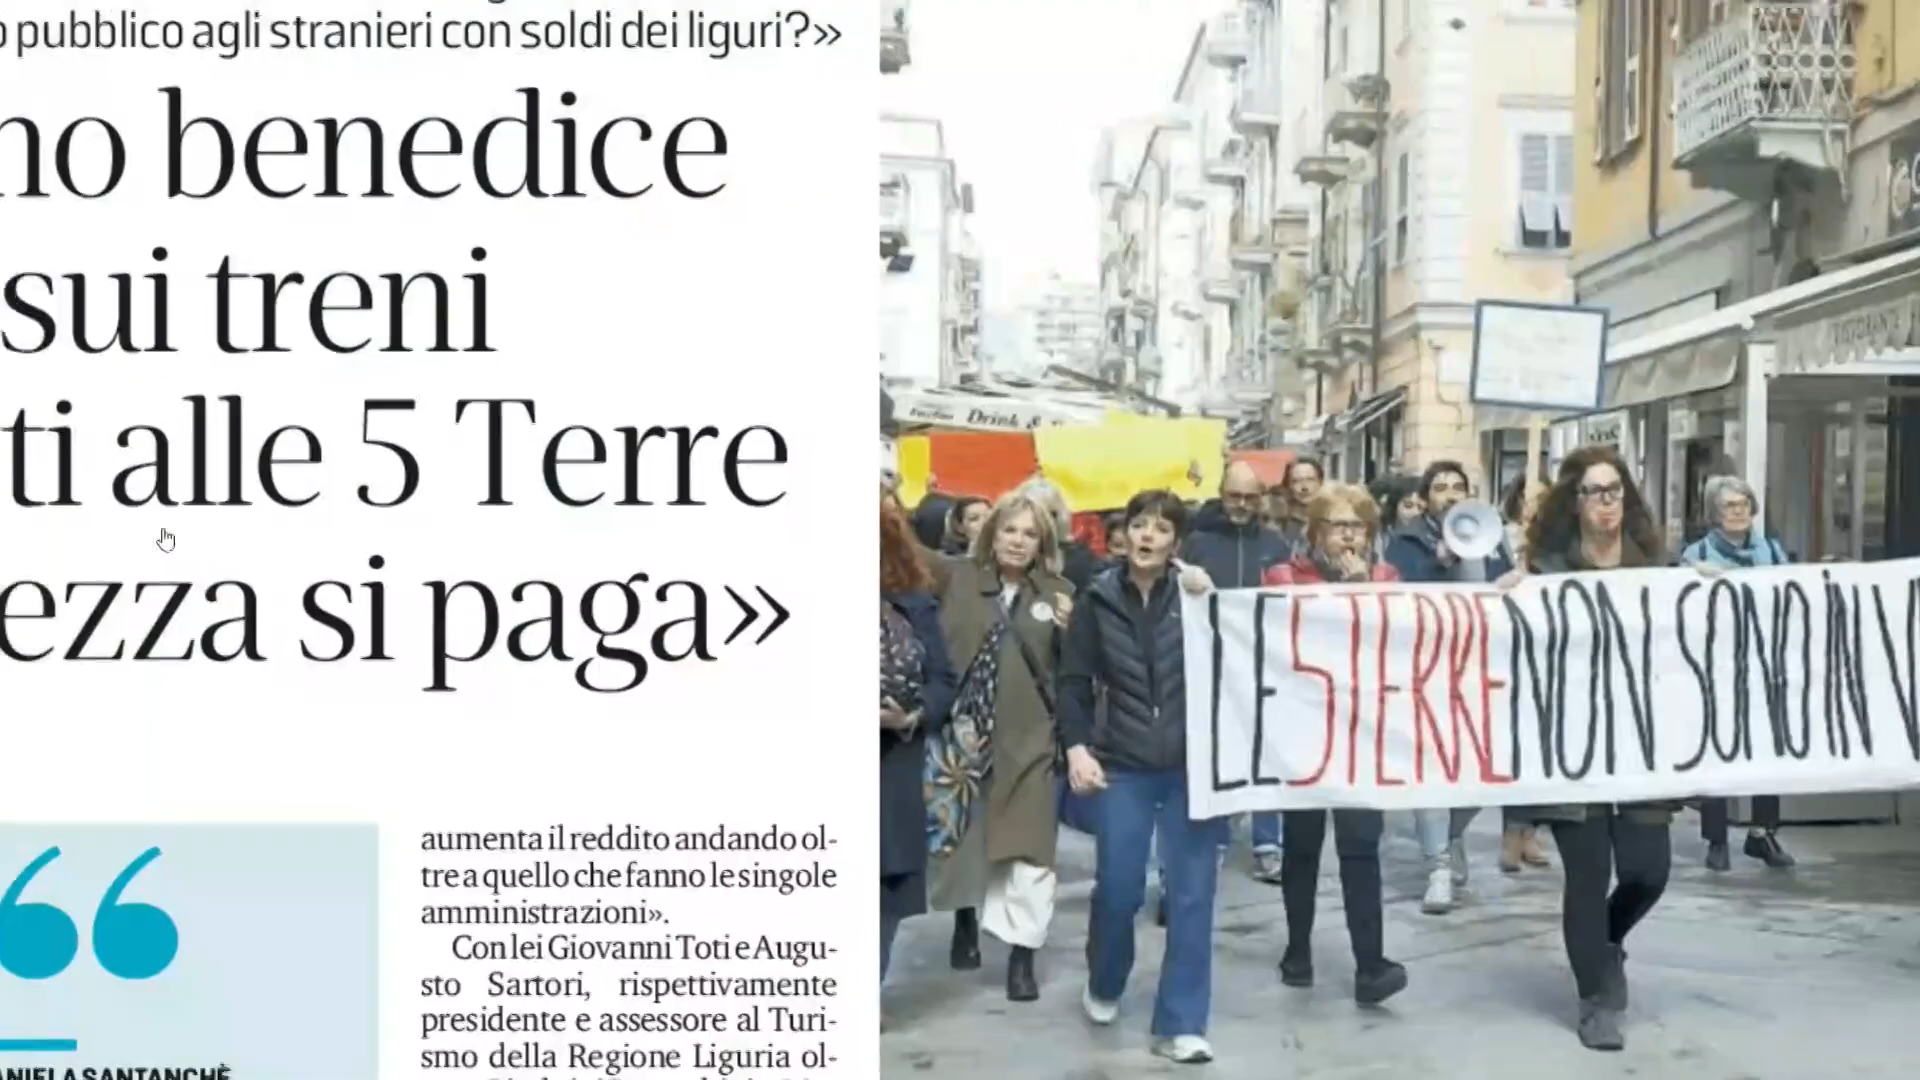 pubblico agli stranieri con soldi dei liguri?»
no benedice
sui treni
ti alle 5 Terre
ezza si paga»
aumenta il reddito andando ol-
tre a quello che fanno le singole
amministrazioni».
Con lei Giovanni Toti e Augu-
sto Sartori, rispettivamente
presidente e assessore al Turi-
smo della Regione Liguria ol-
ANIELA SANTANCHÈ
Drink &
LE 5 TERRE NON SONO IN V